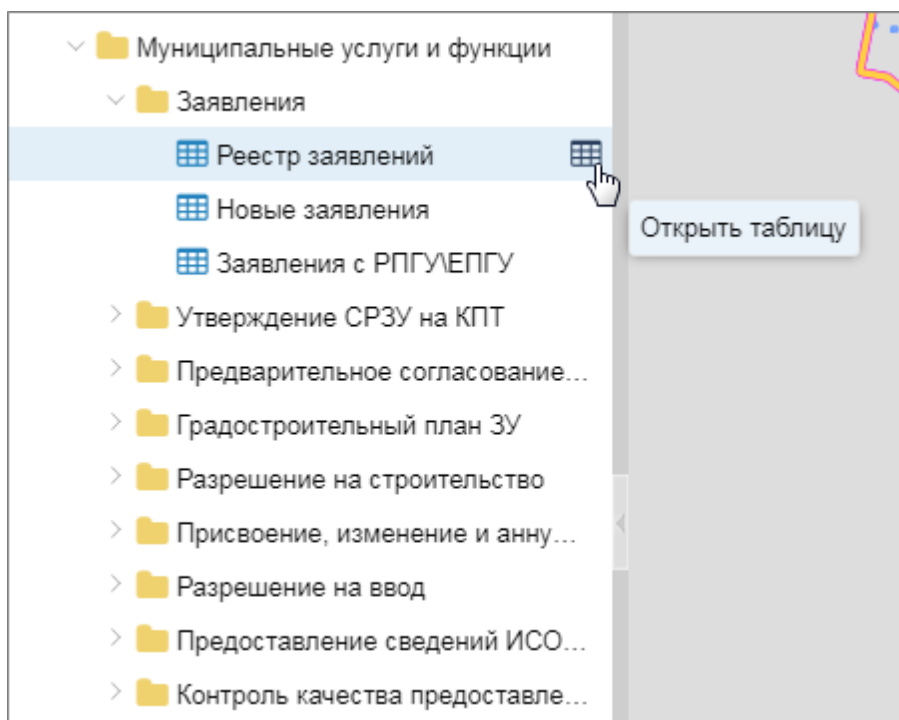 Муниципальные услуги и функции
Заявления
Реестр заявлений
Открыть таблицу
Новые заявления
Заявления с РПГУ\ЕПГУ
Утверждение СРЗУ на КПТ
Предварительное согласование...
Градостроительный план ЗУ
Разрешение на строительство
Присвоение, изменение и анну...
Разрешение на ввод
Предоставление сведений ИСО...
Контроль качества предоставле...